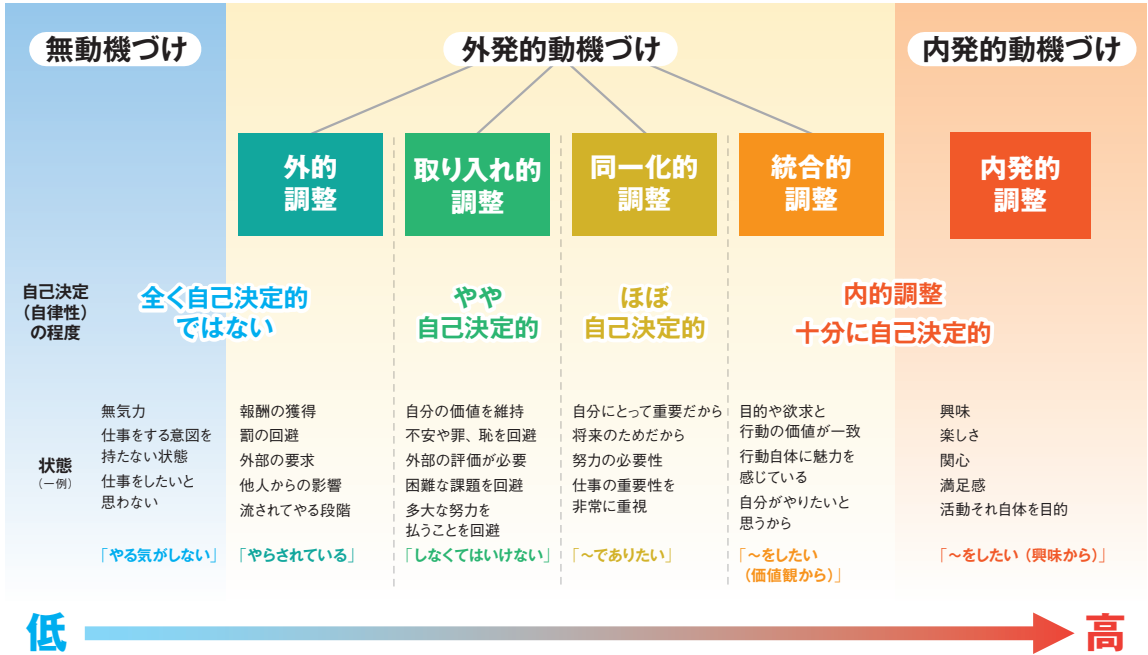 無動機づけ
外発的動機づけ
内発的動機づけ
外的
調整
取り入れ的
調整
同一化的
調整
統合的
調整
内発的
調整
自己決定
（自律性）
の程度
全く自己決定的
ではない
やや
自己決定的
ほぼ
自己決定的
内的調整
十分に自己決定的
状態
（一例）
無気力
仕事をする意図を
持たない状態
仕事をしたいと
思わない
「やる気がしない」
報酬の獲得
罰の回避
外部の要求
他人からの影響
流されてやる段階
「やらされている」
自分の価値を維持
不安や罪、恥を回避
外部の評価が必要
困難な課題を回避
多大な努力を
払うことを回避
「しなくてはいけない」
自分にとって重要だから
将来のためだから
努力の必要性
仕事の重要性を
非常に重視
「～でありたい」
目的や欲求と
行動の価値が一致
行動自体に魅力を
感じている
自分がやりたいと
思うから
「～をしたい
（価値観から）」
興味
楽しさ
関心
満足感
活動それ自体を目的
「～をしたい（興味から）」
低
高